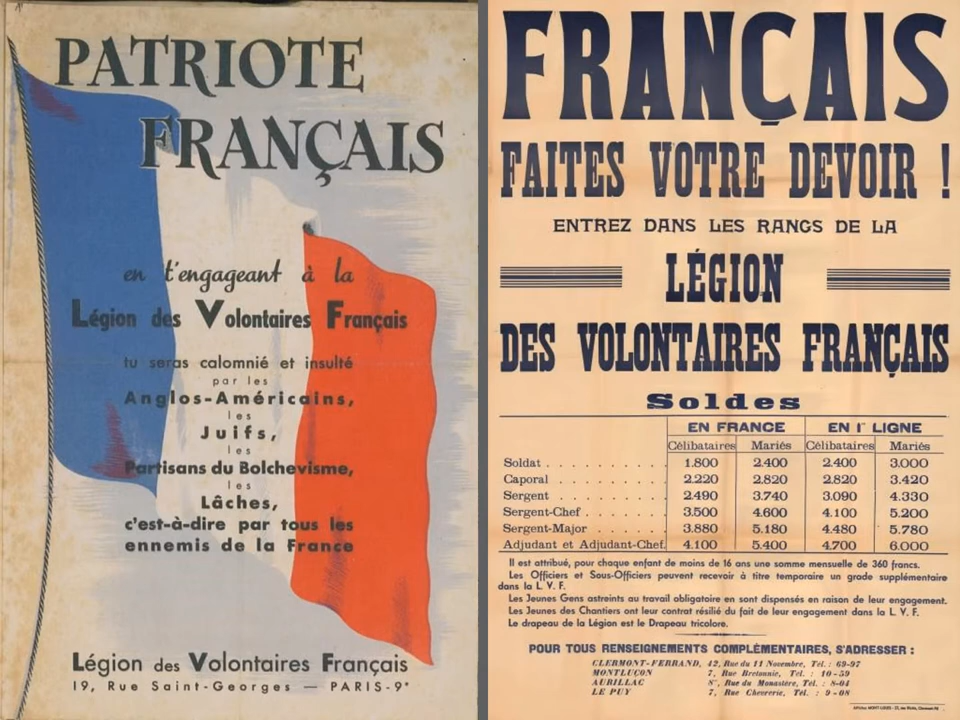 PATRIOTE
FRANÇAIS
en t'engageant à la
Légion des Volontaires Français
tu seras calomnié et insulté
par les
Anglo-Américains,
les
Juifs,
les
Partisans du Bolchevisme,
les
Lâches,
c'est-à-dire par tous les
ennemis de la France
Légion des Volontaires Français
19, Rue Saint-Georges — PARIS-9e
FRANÇAIS
FAITES VOTRE DEVOIR !
ENTREZ DANS LES RANGS DE LA
LÉGION
DES VOLONTAIRES FRANÇAIS
Soldes
EN FRANCE EN 1re LIGNE
Célibataires Mariés Célibataires Mariés
Soldat . . . . . . . . . . 1.800 2.400 2.400 3.000
Caporal . . . . . . . . . 2.220 2.820 2.820 3.420
Sergent . . . . . . . . . 2.490 3.740 3.090 4.330
Sergent-Chef . . . . . . . 3.500 4.600 4.100 5.200
Sergent-Major . . . . . . 3.880 5.180 4.480 5.780
Adjudant et Adjudant-Chef. 4.100 5.400 4.700 6.000
Il est attribué, pour chaque enfant de moins de 16 ans une somme mensuelle de 360 francs.
Les Officiers et Sous-Officiers peuvent recevoir à titre temporaire un grade supplémentaire
dans la L. V. F.
Les Jeunes Gens astreints au travail obligatoire en sont dispensés en raison de leur engagement.
Les Jeunes des Chantiers ont leur contrat résilié du fait de leur engagement dans la L. V. F.
Le drapeau de la Légion est le Drapeau tricolore.
POUR TOUS RENSEIGNEMENTS COMPLÉMENTAIRES, S'ADRESSER :
CLERMONT-FERRAND, 42, Rue du 11 Novembre, Tél. : 69-97
MONTLUÇON 7, Rue Bretonnie, Tél. : 10-59
AURILLAC 8, Rue du Monastère, Tél. : 8-04
LE PUY 7, Rue Chevrerie, Tél. : 9-08